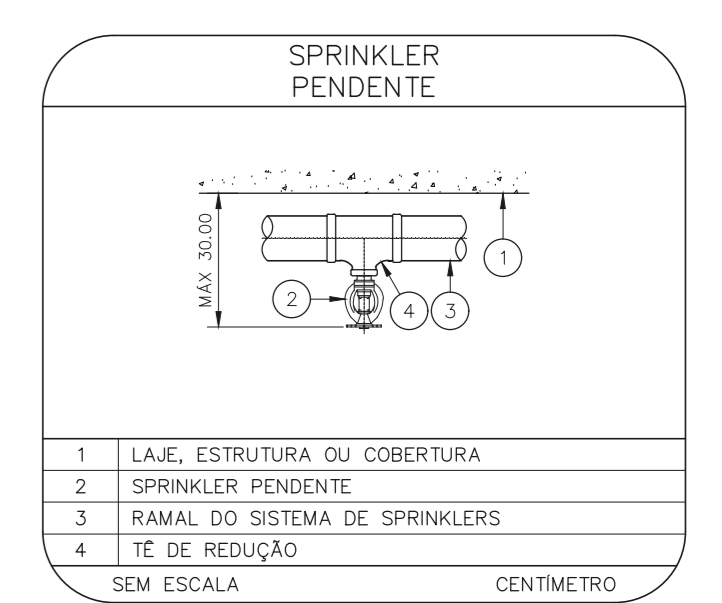 SPRINKLER
PENDENTE
MÁX 30.00
1
2
4
3
1 LAJE, ESTRUTURA OU COBERTURA
2 SPRINKLER PENDENTE
3 RAMAL DO SISTEMA DE SPRINKLERS
4 TÊ DE REDUÇÃO
SEM ESCALA CENTÍMETRO